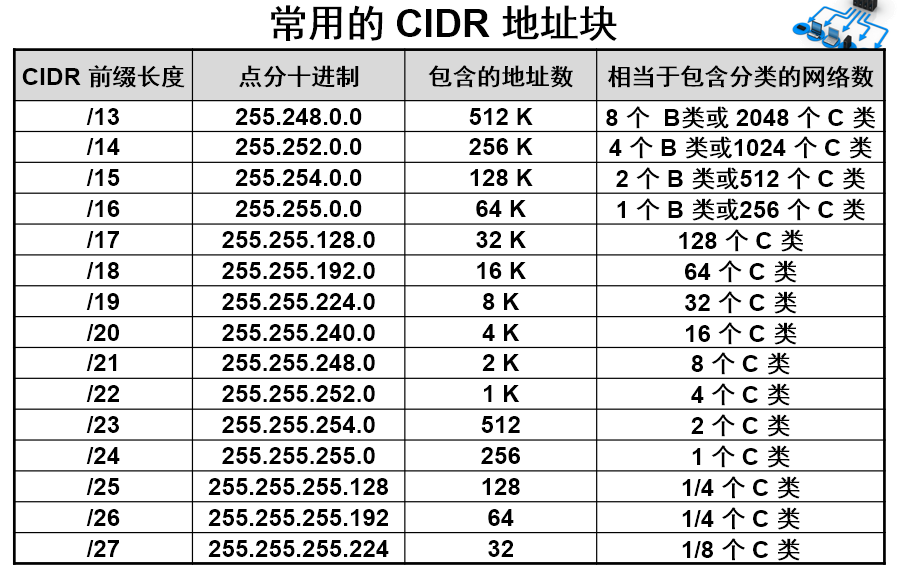 常用的 CIDR 地址块
CIDR 前缀长度 点分十进制 包含的地址数 相当于包含分类的网络数
/13 255.248.0.0 512 K 8 个 B类或 2048 个 C 类
/14 255.252.0.0 256 K 4 个 B 类或1024 个 C 类
/15 255.254.0.0 128 K 2 个 B 类或512 个 C 类
/16 255.255.0.0 64 K 1 个 B 类或256 个 C 类
/17 255.255.128.0 32 K 128 个 C 类
/18 255.255.192.0 16 K 64 个 C 类
/19 255.255.224.0 8 K 32 个 C 类
/20 255.255.240.0 4 K 16 个 C 类
/21 255.255.248.0 2 K 8 个 C 类
/22 255.255.252.0 1 K 4 个 C 类
/23 255.255.254.0 512 2 个 C 类
/24 255.255.255.0 256 1 个 C 类
/25 255.255.255.128 128 1/4 个 C 类
/26 255.255.255.192 64 1/4 个 C 类
/27 255.255.255.224 32 1/8 个 C 类